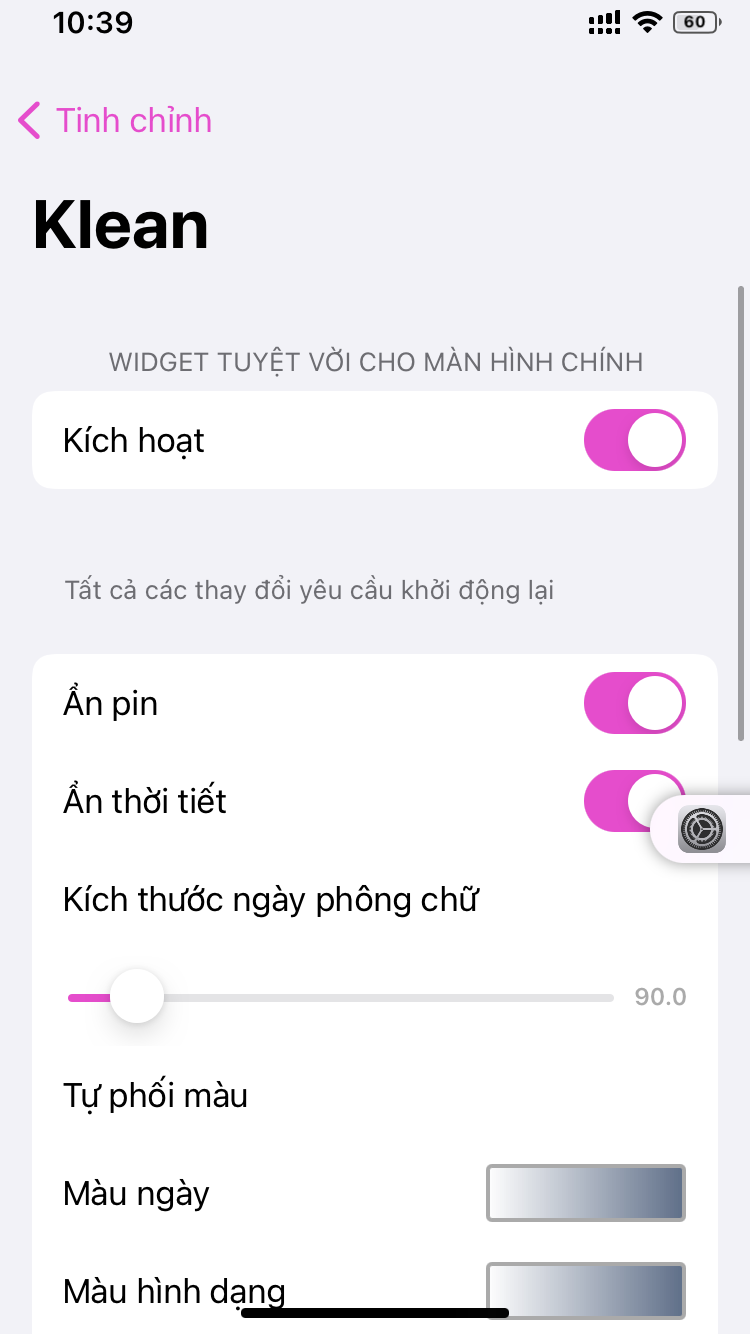 10:39
60
Tinh chỉnh
Klean
WIDGET TUYỆT VỜI CHO MÀN HÌNH CHÍNH
Kích hoạt
Tất cả các thay đổi yêu cầu khởi động lại
Ẩn pin
Ẩn thời tiết
Kích thước ngày phông chữ
90.0
Tự phối màu
Màu ngày
Màu hình dạng